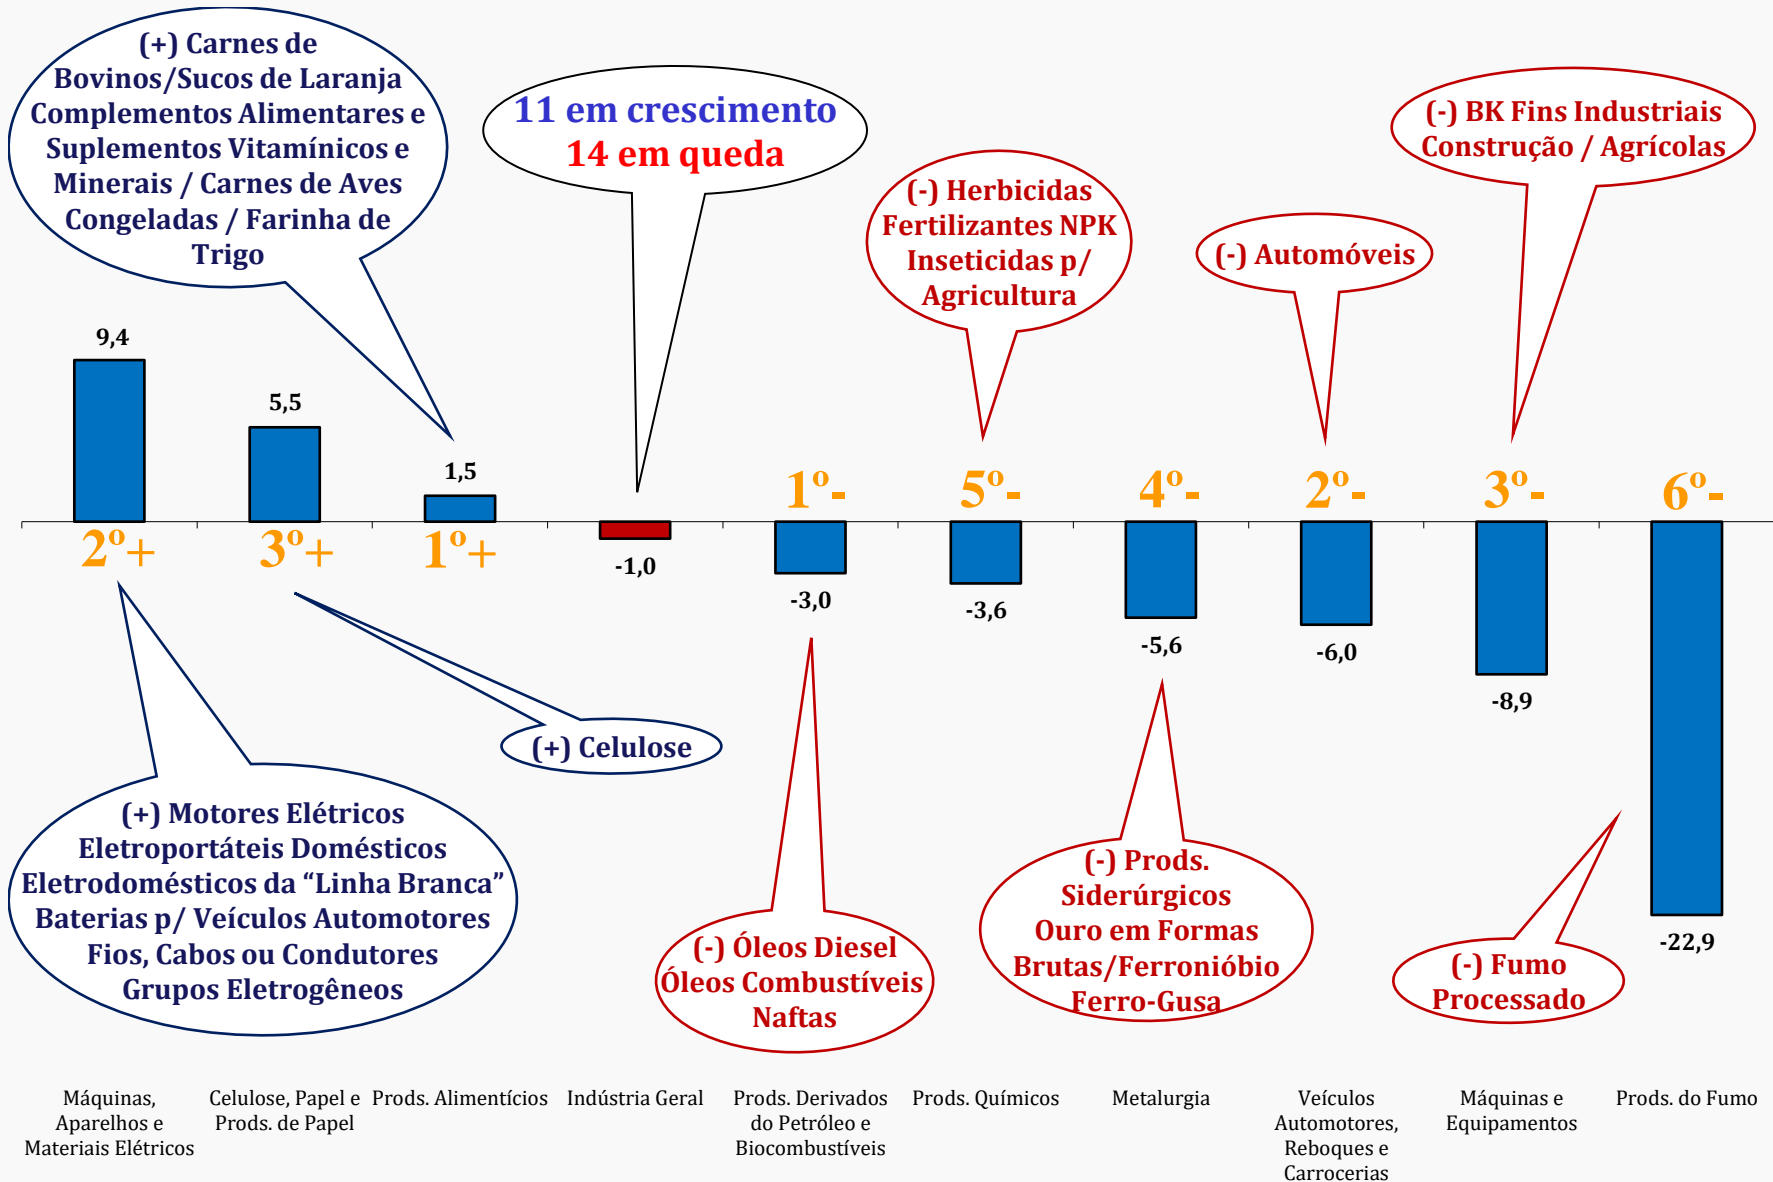 (+) Carnes de
Bovinos/Sucos de Laranja
Complementos Alimentares e
Suplementos Vitamínicos e
Minerais / Carnes de Aves
Congeladas / Farinha de
Trigo
11 em crescimento
14 em queda
(-) Herbicidas
Fertilizantes NPK
Inseticidas p/
Agricultura
(-) Automóveis
(-) BK Fins Industriais
Construção / Agrícolas
9,4
5,5
1,5
1º-
5º-
4º-
2º-
3º-
6º-
2º+
3º+
1º+
-1,0
-3,0
-3,6
-5,6
-6,0
-8,9
-22,9
(+) Celulose
(+) Motores Elétricos
Eletroportáteis Domésticos
Eletrodomésticos da “Linha Branca”
Baterias p/ Veículos Automotores
Fios, Cabos ou Condutores
Grupos Eletrogêneos
(-) Óleos Diesel
Óleos Combustíveis
Naftas
(-) Prods.
Siderúrgicos
Ouro em Formas
Brutas/Ferronióbio
Ferro-Gusa
(-) Fumo
Processado
Máquinas,
Aparelhos e
Materiais Elétricos
Celulose, Papel e
Prods. de Papel
Prods. Alimentícios
Indústria Geral
Prods. Derivados
do Petróleo e
Biocombustíveis
Prods. Químicos
Metalurgia
Veículos
Automotores,
Reboques e
Carrocerias
Máquinas e
Equipamentos
Prods. do Fumo